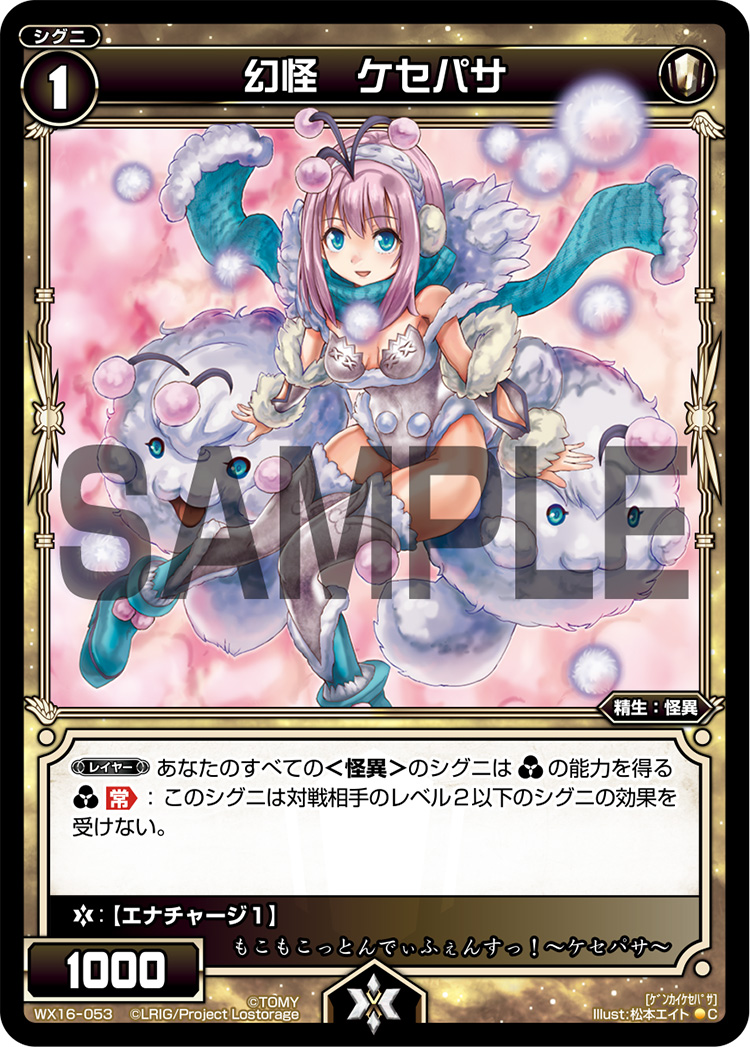 シグニ
1
幻怪　ケセパサ
SAMPLE
精生：怪異
レイヤー あなたのすべての＜怪異＞のシグニは の能力を得る
常 ：このシグニは対戦相手のレベル２以下のシグニの効果を
受けない。
：【エナチャージ１】
もこもこっとんでぃふぇんすっ！～ケセパサ～
1000
©TOMY
[ｹﾞﾝｶｲｹｾﾊﾟｻ]
WX16-053 ©LRIG/Project Lostorage
Illust:松本エイト C